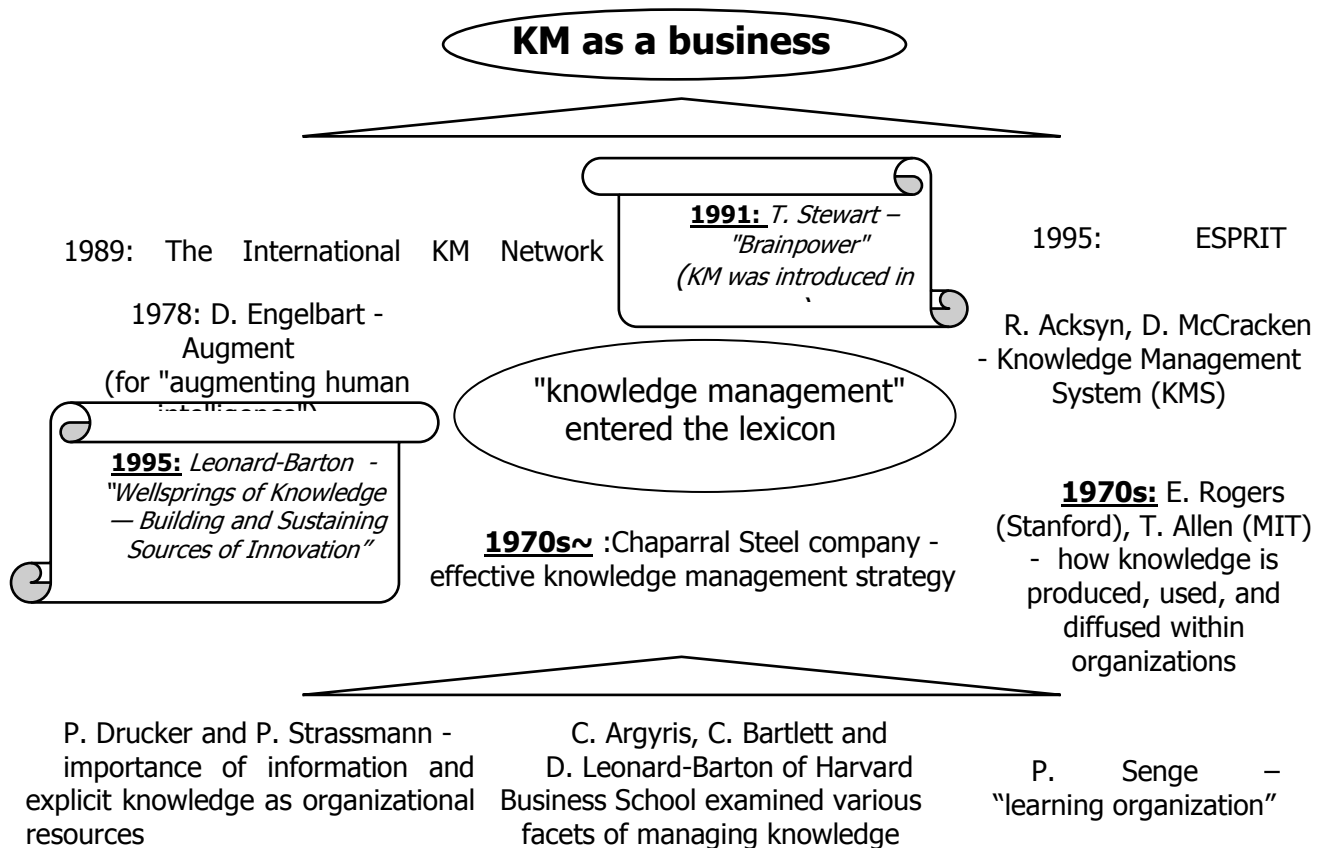 KM as a business
1991: T. Stewart –
"Brainpower"
(KM was introduced in
1989: The International KM Network
1995: ESPRIT
1978: D. Engelbart -
Augment
(for "augmenting human
R. Acksyn, D. McCracken
- Knowledge Management
System (KMS)
"knowledge management"
entered the lexicon
1995: Leonard-Barton -
“Wellsprings of Knowledge
— Building and Sustaining
Sources of Innovation”
1970s~ :Chaparral Steel company -
effective knowledge management strategy
1970s: E. Rogers
(Stanford), T. Allen (MIT)
- how knowledge is
produced, used, and
diffused within
organizations
P. Drucker and P. Strassmann -
importance of information and
explicit knowledge as organizational
resources
C. Argyris, C. Bartlett and
D. Leonard-Barton of Harvard
Business School examined various
facets of managing knowledge
P. Senge –
“learning organization”